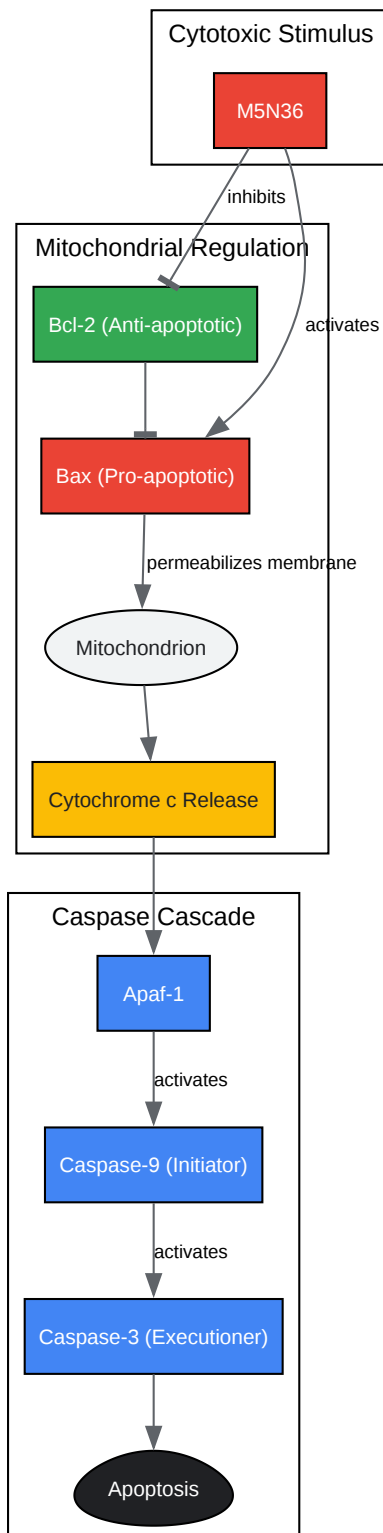 Cytotoxic Stimulus
M5N36
inhibits
Mitochondrial Regulation
Bcl-2 (Anti-apoptotic)
activates
Bax (Pro-apoptotic)
permeabilizes membrane
Mitochondrion
Cytochrome c Release
Caspase Cascade
Apaf-1
activates
Caspase-9 (Initiator)
activates
Caspase-3 (Executioner)
Apoptosis